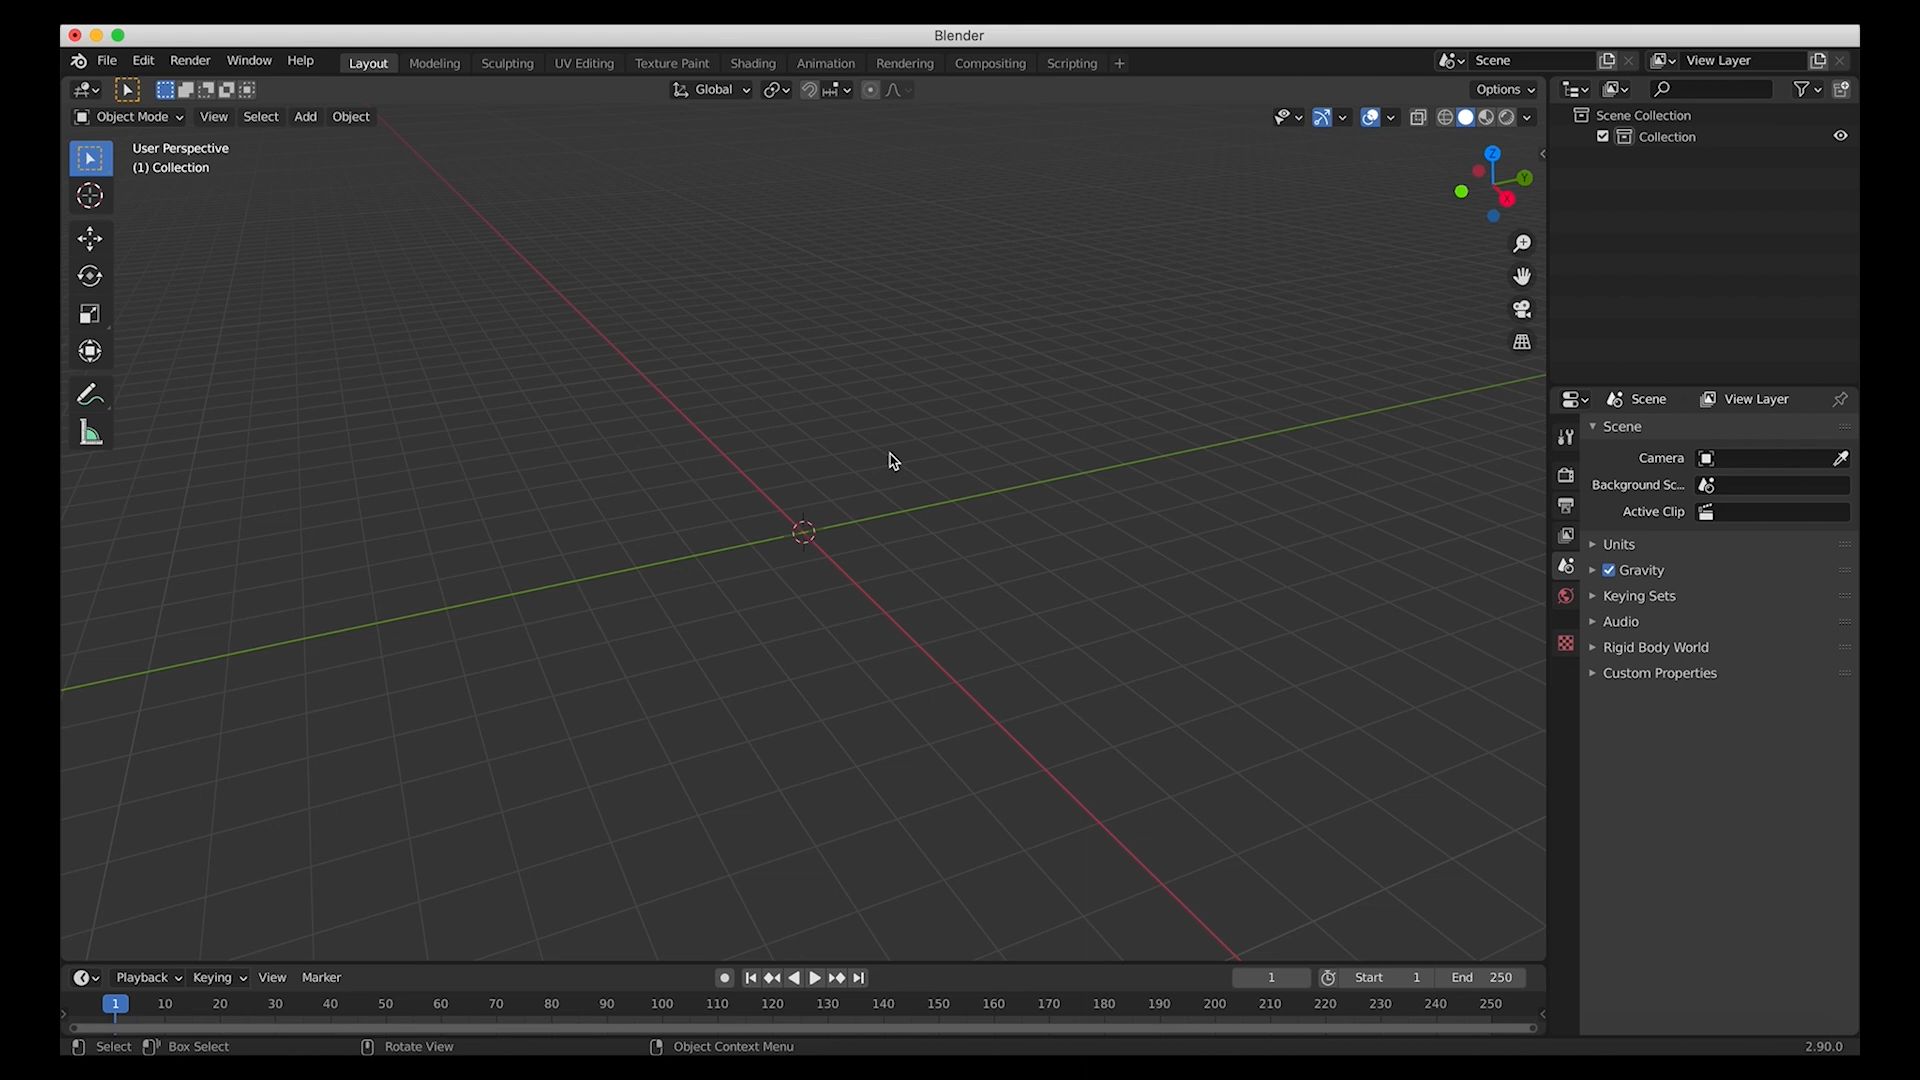 Blender
File Edit Render Window Help Layout Modeling Sculpting UV Editing Texture Paint Shading Animation Rendering Compositing Scripting + Scene View Layer
Global Options
Object Mode View Select Add Object
User Perspective
(1) Collection
Z
Y
X
Scene Collection
Collection
Scene View Layer
Scene
Camera
Background Sc...
Active Clip
Units
Gravity
Keying Sets
Audio
Rigid Body World
Custom Properties
Playback Keying View Marker 1 Start 1 End 250
1 10 20 30 40 50 60 70 80 90 100 110 120 130 140 150 160 170 180 190 200 210 220 230 240 250
Select Box Select Rotate View Object Context Menu 2.90.0